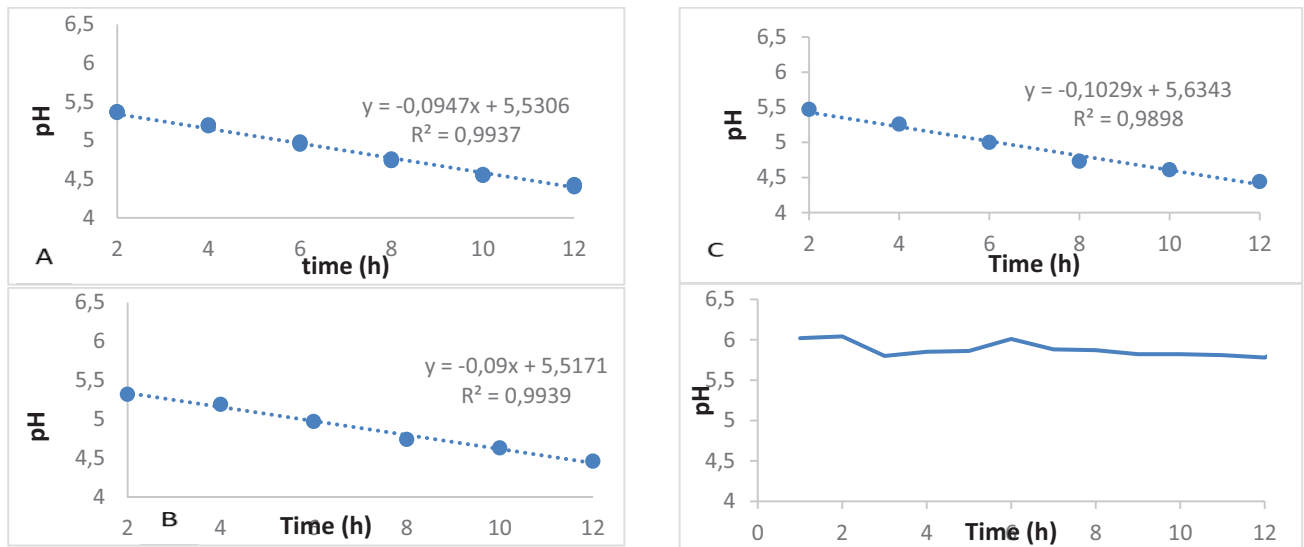 6,5
6
5,5
5
4,5
4
pH
y = -0,0947x + 5,5306
R² = 0,9937
2 4 6 8 10 12
A
time (h)
6,5
6
5,5
5
4,5
4
pH
y = -0,1029x + 5,6343
R² = 0,9898
2 4 6 8 10 12
C
Time (h)
6,5
6
5,5
5
4,5
4
pH
y = -0,09x + 5,5171
R² = 0,9939
2 4 6 8 10 12
B
Time (h)
6,5
6
5,5
5
4,5
4
pH
0 2 4 6 8 10 12
Time (h)